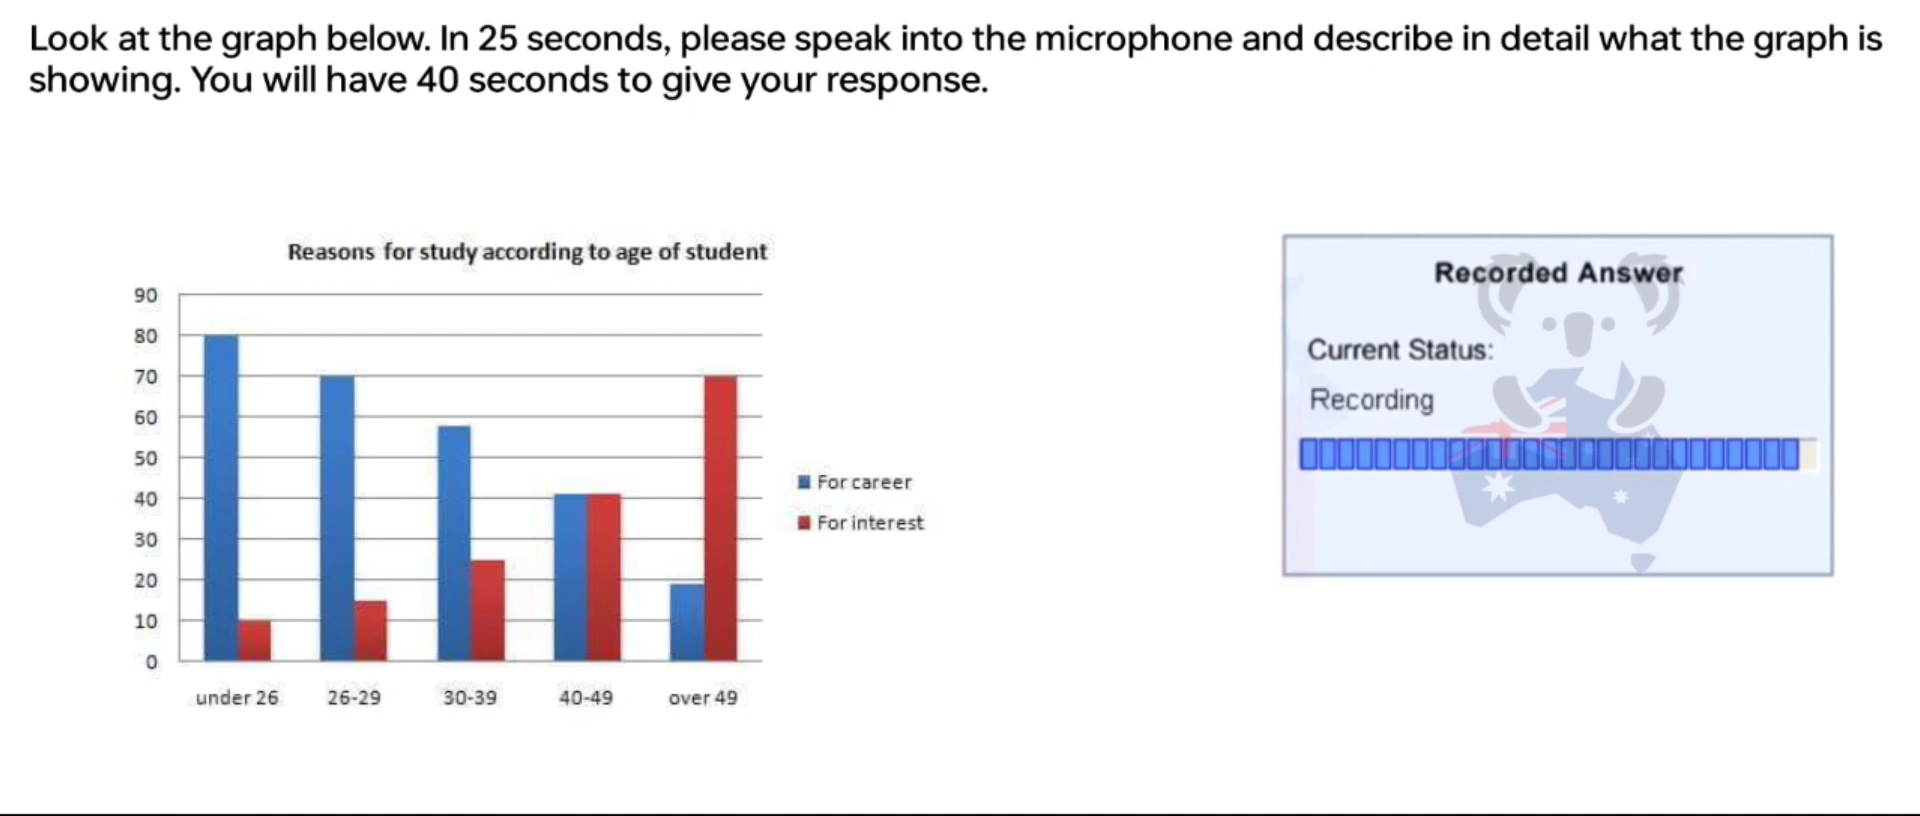 Look at the graph below. In 25 seconds, please speak into the microphone and describe in detail what the graph is
showing. You will have 40 seconds to give your response.
Reasons for study according to age of student
90
80
70
60
50
40
30
20
10
0
under 26
26-29
30-39
40-49
over 49
For career
For interest
Recorded Answer
Current Status:
Recording